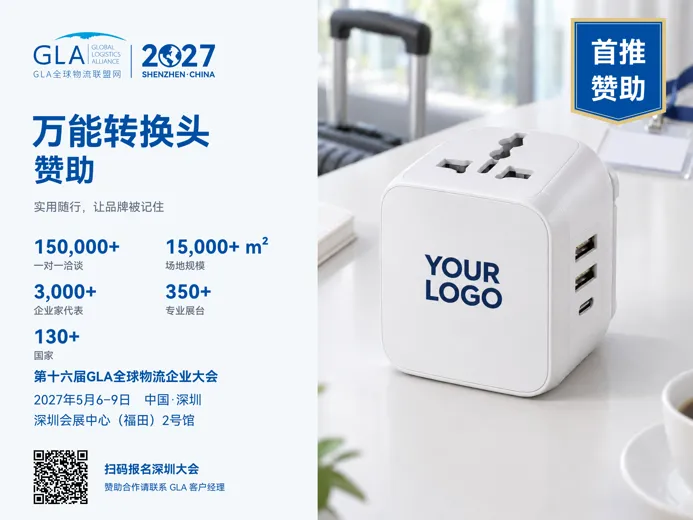 GLA
GLOBAL
LOGISTICS
ALLIANCE
GLA全球物流联盟网
2027
SHENZHEN·CHINA
首推
赞助
万能转换头
赞助
实用随行，让品牌被记住
150,000+
一对一洽谈
15,000+ m²
场地规模
3,000+
企业家代表
350+
专业展台
130+
国家
第十六届GLA全球物流企业大会
2027年5月6-9日 中国·深圳
深圳会展中心（福田）2号馆
扫码报名深圳大会
赞助合作请联系 GLA 客户经理
YOUR
LOGO